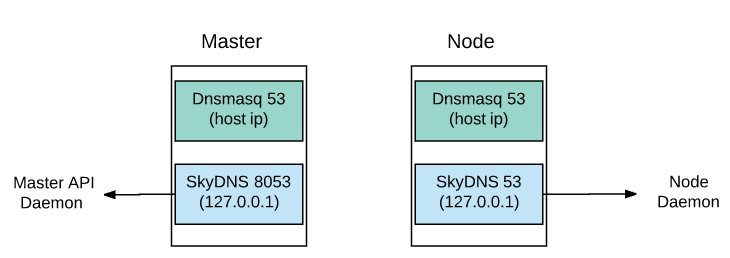 Master
Node
Dnsmasq 53
(host ip)
Dnsmasq 53
(host ip)
Master API
Daemon
SkyDNS 8053
(127.0.0.1)
SkyDNS 53
(127.0.0.1)
Node
Daemon